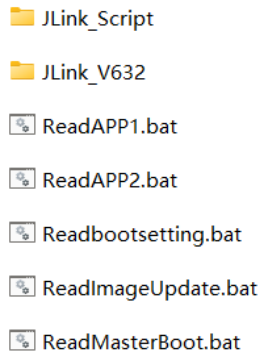 JLink_Script
JLink_V632
ReadAPP1.bat
ReadAPP2.bat
Readbootsetting.bat
ReadImageUpdate.bat
ReadMasterBoot.bat